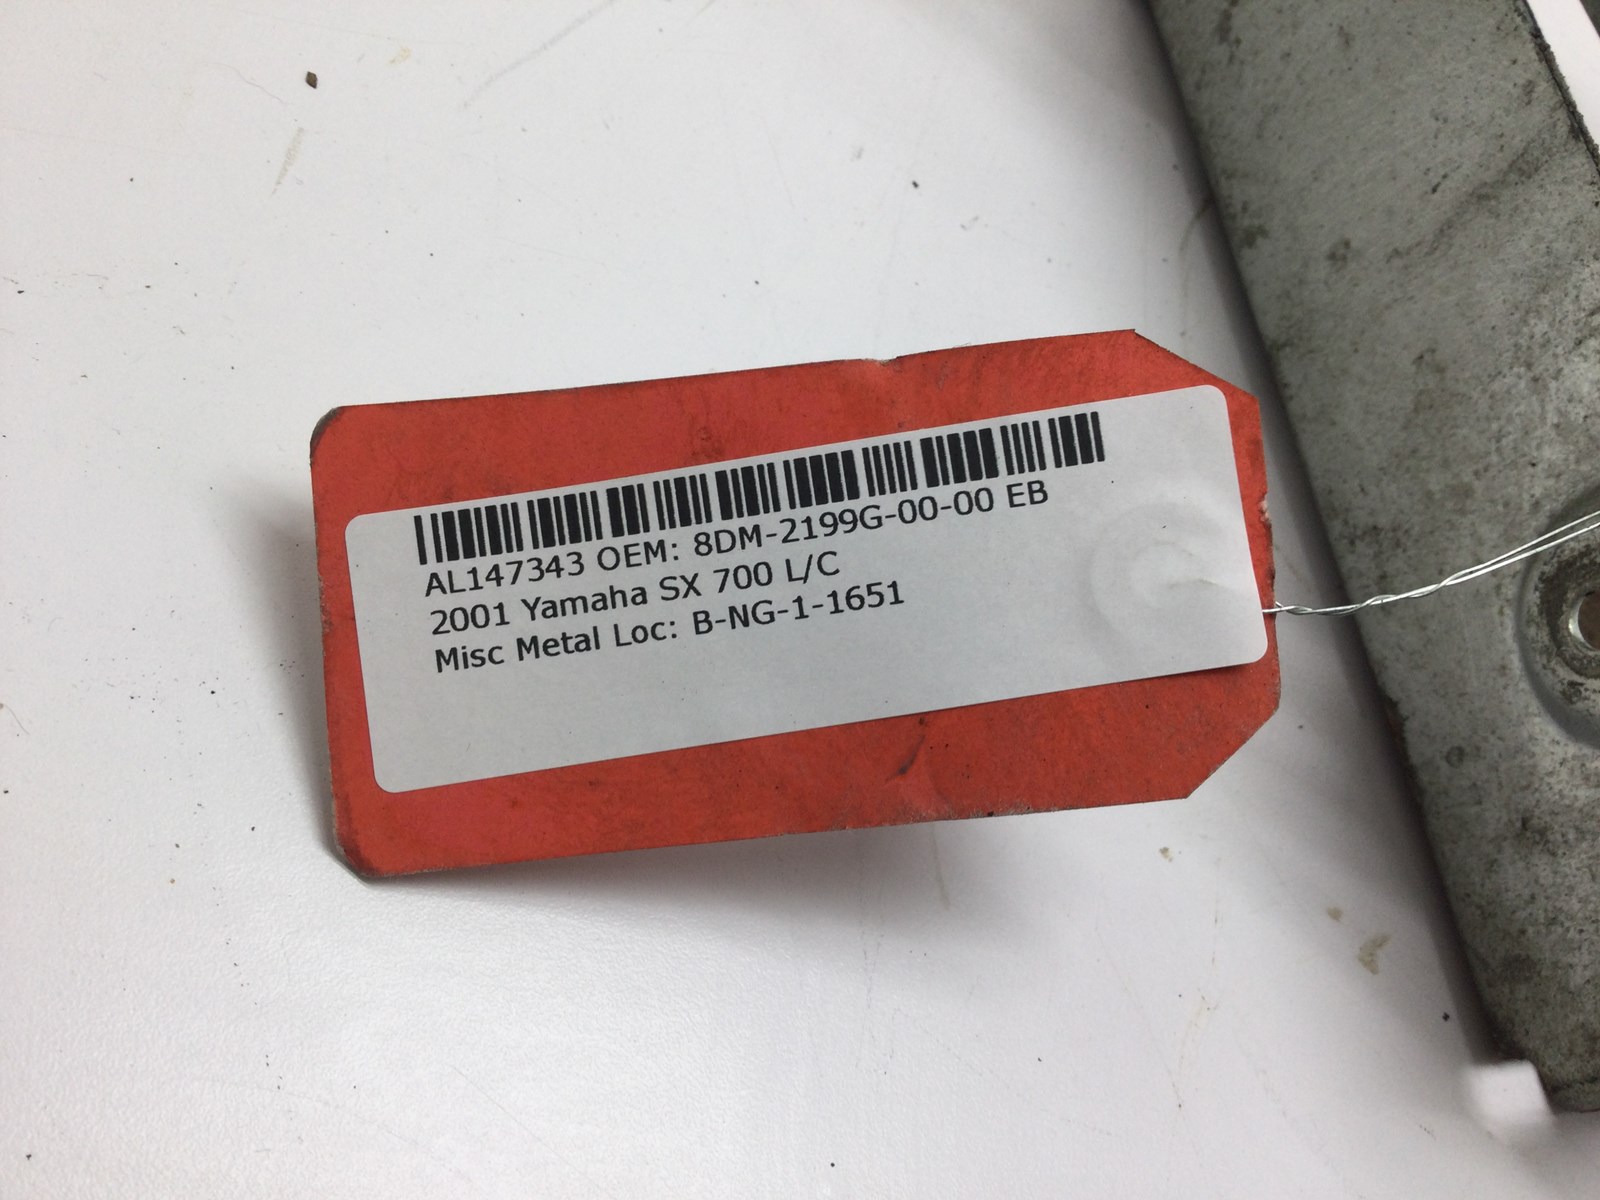 AL147343 OEM: 8DM-2199G-00-00 EB
2001 Yamaha SX 700 L/C
Misc Metal Loc: B-NG-1-1651